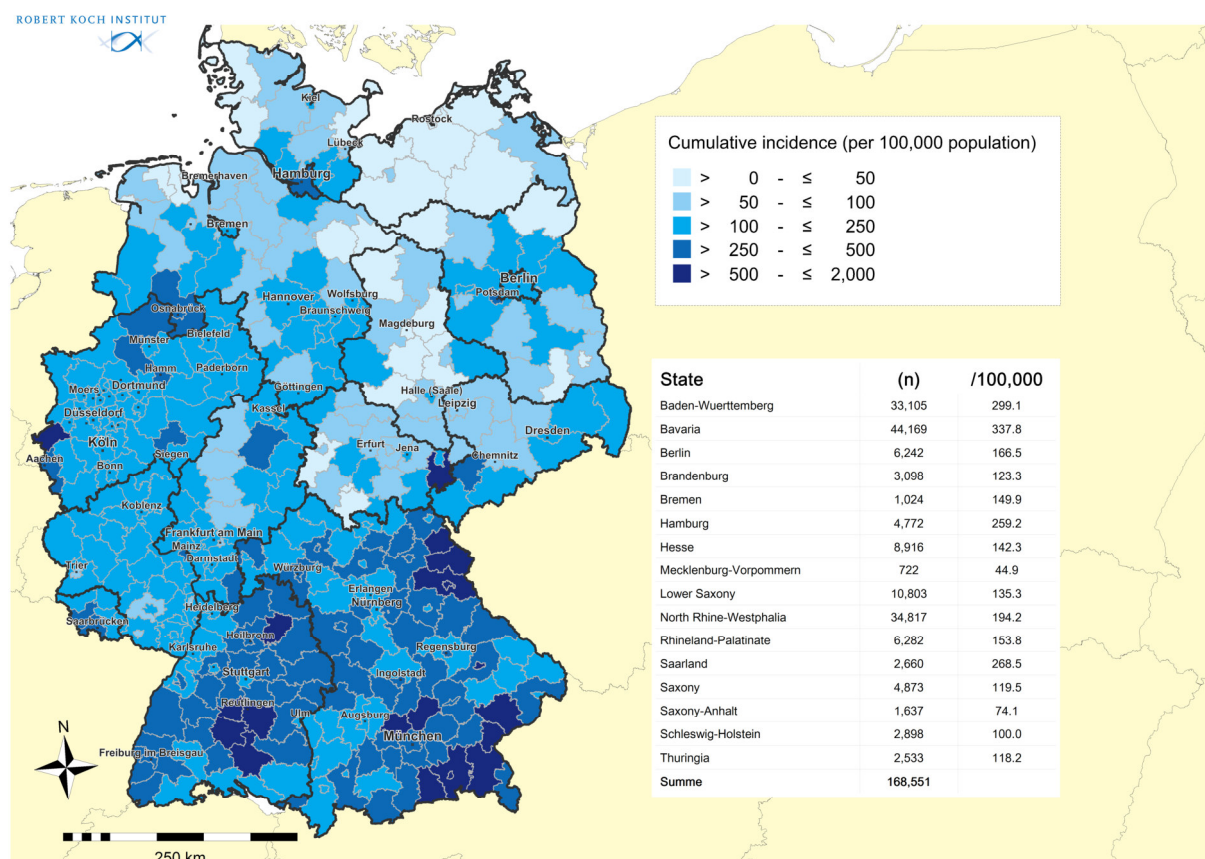 ROBERT KOCH INSTITUT
Kiel
Rostock
Lübeck
Bremerhaven
Hamburg
Bremen
Berlin
Hannover
Wolfsburg
Potsdam
Osnabrück
Braunschweig
Magdeburg
Münster
Bielefeld
Hamm
Paderborn
Moers
Dortmund
Göttingen
Halle (Saale)
Düsseldorf
Kassel
Leipzig
Köln
Erfurt
Jena
Dresden
Aachen
Siegen
Chemnitz
Bonn
Koblenz
Frankfurt am Main
Mainz
Darmstadt
Würzburg
Trier
Erlangen
Nürnberg
Heidelberg
Saarbrücken
Heilbronn
Karlsruhe
Regensburg
Stuttgart
Ingolstadt
Reutlingen
Ulm
Augsburg
München
Freiburg im Breisgau
N
250 km
Cumulative incidence (per 100,000 population)
> 0 - ≤ 50
> 50 - ≤ 100
> 100 - ≤ 250
> 250 - ≤ 500
> 500 - ≤ 2,000
State (n) /100,000
Baden-Wuerttemberg 33,105 299.1
Bavaria 44,169 337.8
Berlin 6,242 166.5
Brandenburg 3,098 123.3
Bremen 1,024 149.9
Hamburg 4,772 259.2
Hesse 8,916 142.3
Mecklenburg-Vorpommern 722 44.9
Lower Saxony 10,803 135.3
North Rhine-Westphalia 34,817 194.2
Rhineland-Palatinate 6,282 153.8
Saarland 2,660 268.5
Saxony 4,873 119.5
Saxony-Anhalt 1,637 74.1
Schleswig-Holstein 2,898 100.0
Thuringia 2,533 118.2
Summe 168,551